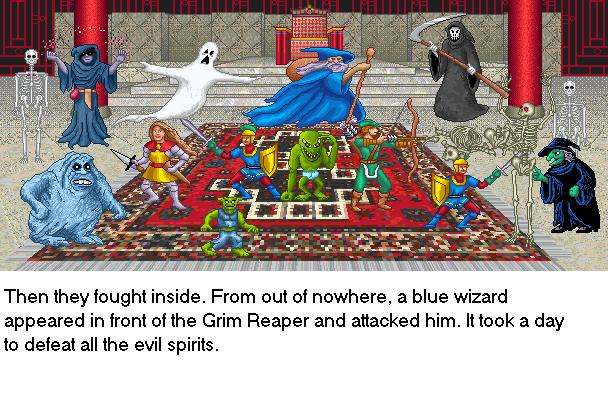 Then they fought inside. From out of nowhere, a blue wizard
appeared in front of the Grim Reaper and attacked him. It took a day
to defeat all the evil spirits.